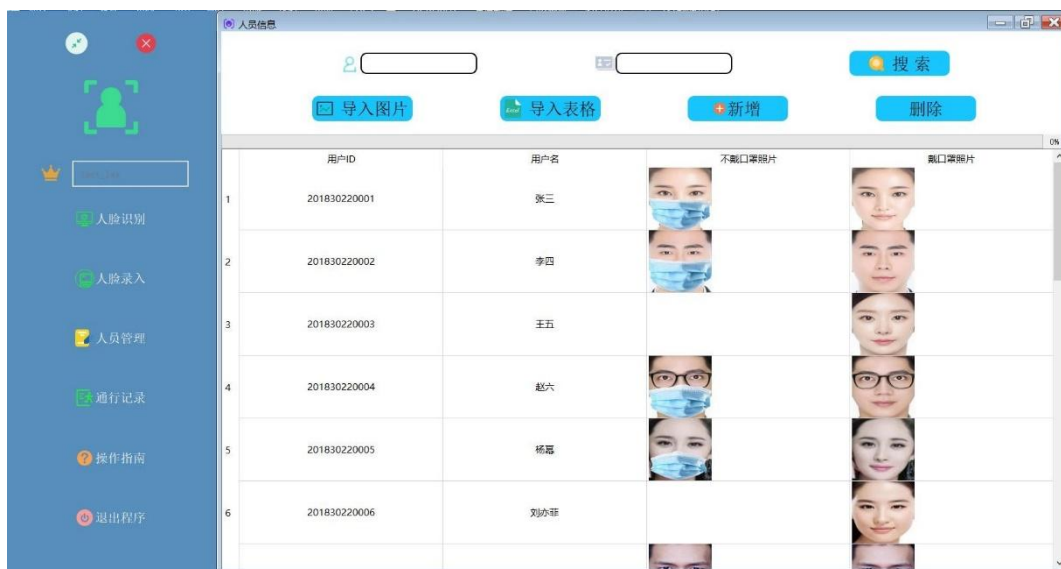 人员信息
搜 索
导入图片 导入表格 新增 删除
0%
用户ID 用户名 不戴口罩照片 戴口罩照片
1 201830220001 张三
2 201830220002 李四
3 201830220003 王五
4 201830220004 赵六
5 201830220005 杨幂
6 201830220006 刘亦菲
人脸识别
人脸录入
人员管理
通行记录
操作指南
退出程序